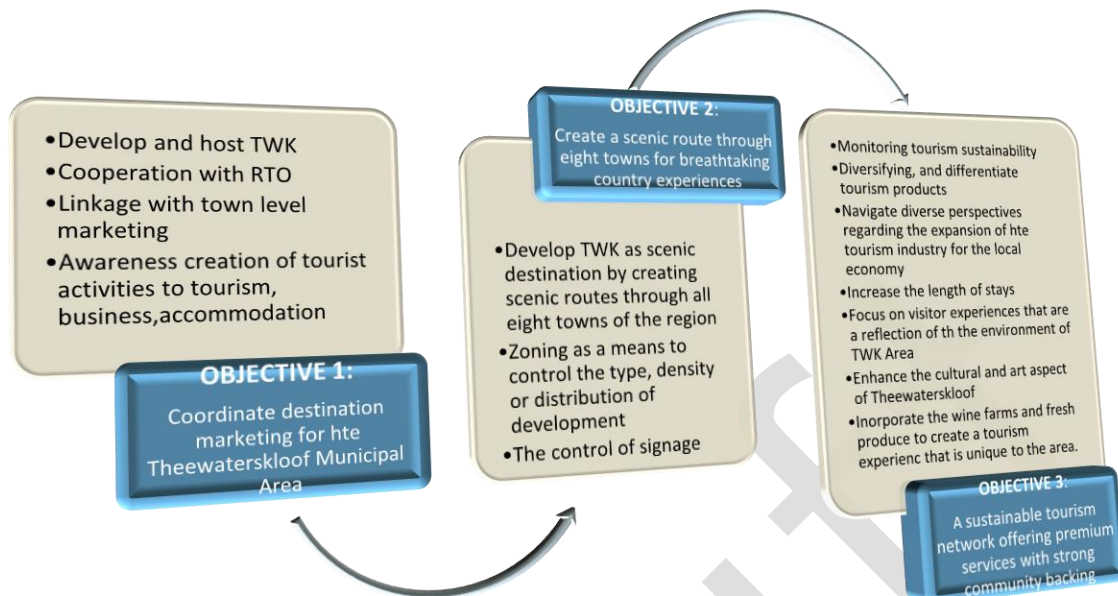 •Develop and host TWK
•Cooperation with RTO
•Linkage with town level
marketing
•Awareness creation of tourist
activities to tourism,
business,accommodation
OBJECTIVE 1:
Coordinate destination
marketing for hte
Theewaterskloof Municipal
Area
OBJECTIVE 2:
Create a scenic route through
eight towns for breathtaking
country experiences
•Develop TWK as scenic
destination by creating
scenic routes through all
eight towns of the region
•Zoning as a means to
control the type, density
or distribution of
development
•The control of signage
•Monitoring tourism sustainability
•Diversifying, and differentiate
tourism products
•Navigate diverse perspectives
regarding the expansion of hte
tourism industry for the local
economy
•Increase the length of stays
•Focus on visitor experiences that are
a reflection of th the environment of
TWK Area
•Enhance the cultural and art aspect
of Theewaterskloof
•Inorporate the wine farms and fresh
produce to create a tourism
experienc that is unique to the area.
OBJECTIVE 3:
A sustainable tourism
network offering premium
services with strong
community backing